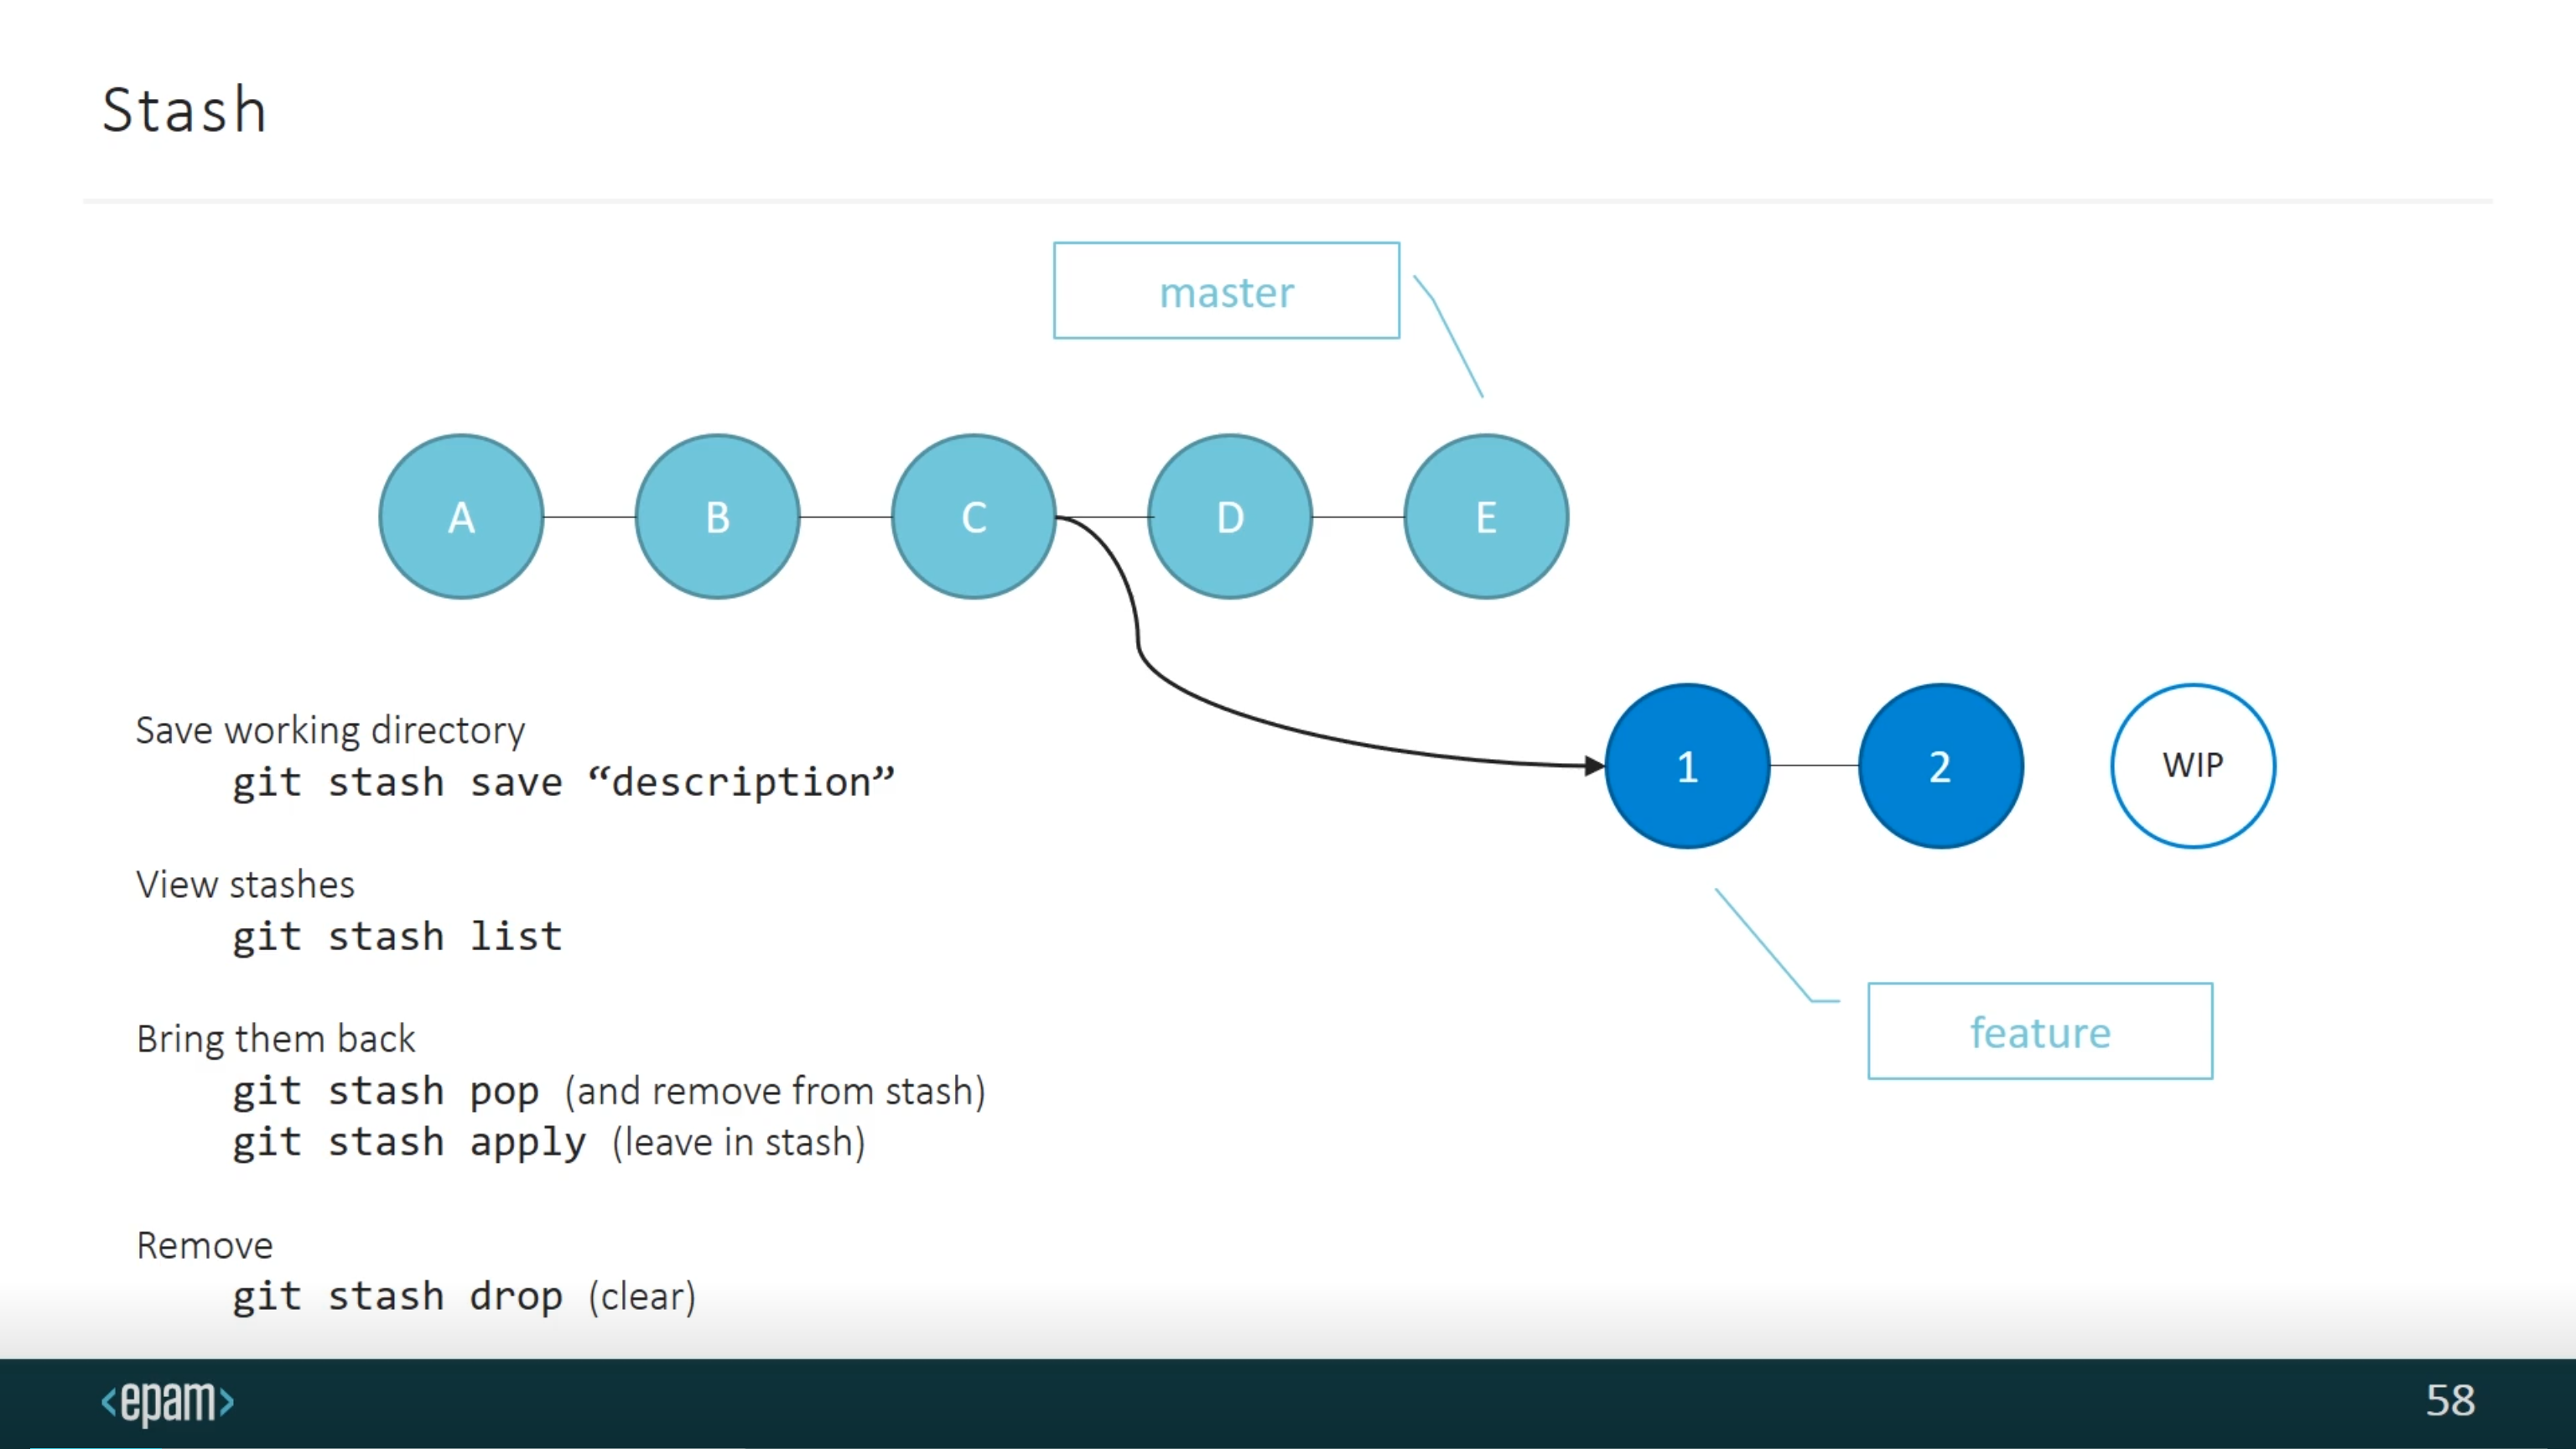 Stash
master
A B C D E
Save working directory
git stash save “description”
1 2 WIP
View stashes
git stash list
feature
Bring them back
git stash pop (and remove from stash)
git stash apply (leave in stash)
Remove
git stash drop (clear)
<epam>
58